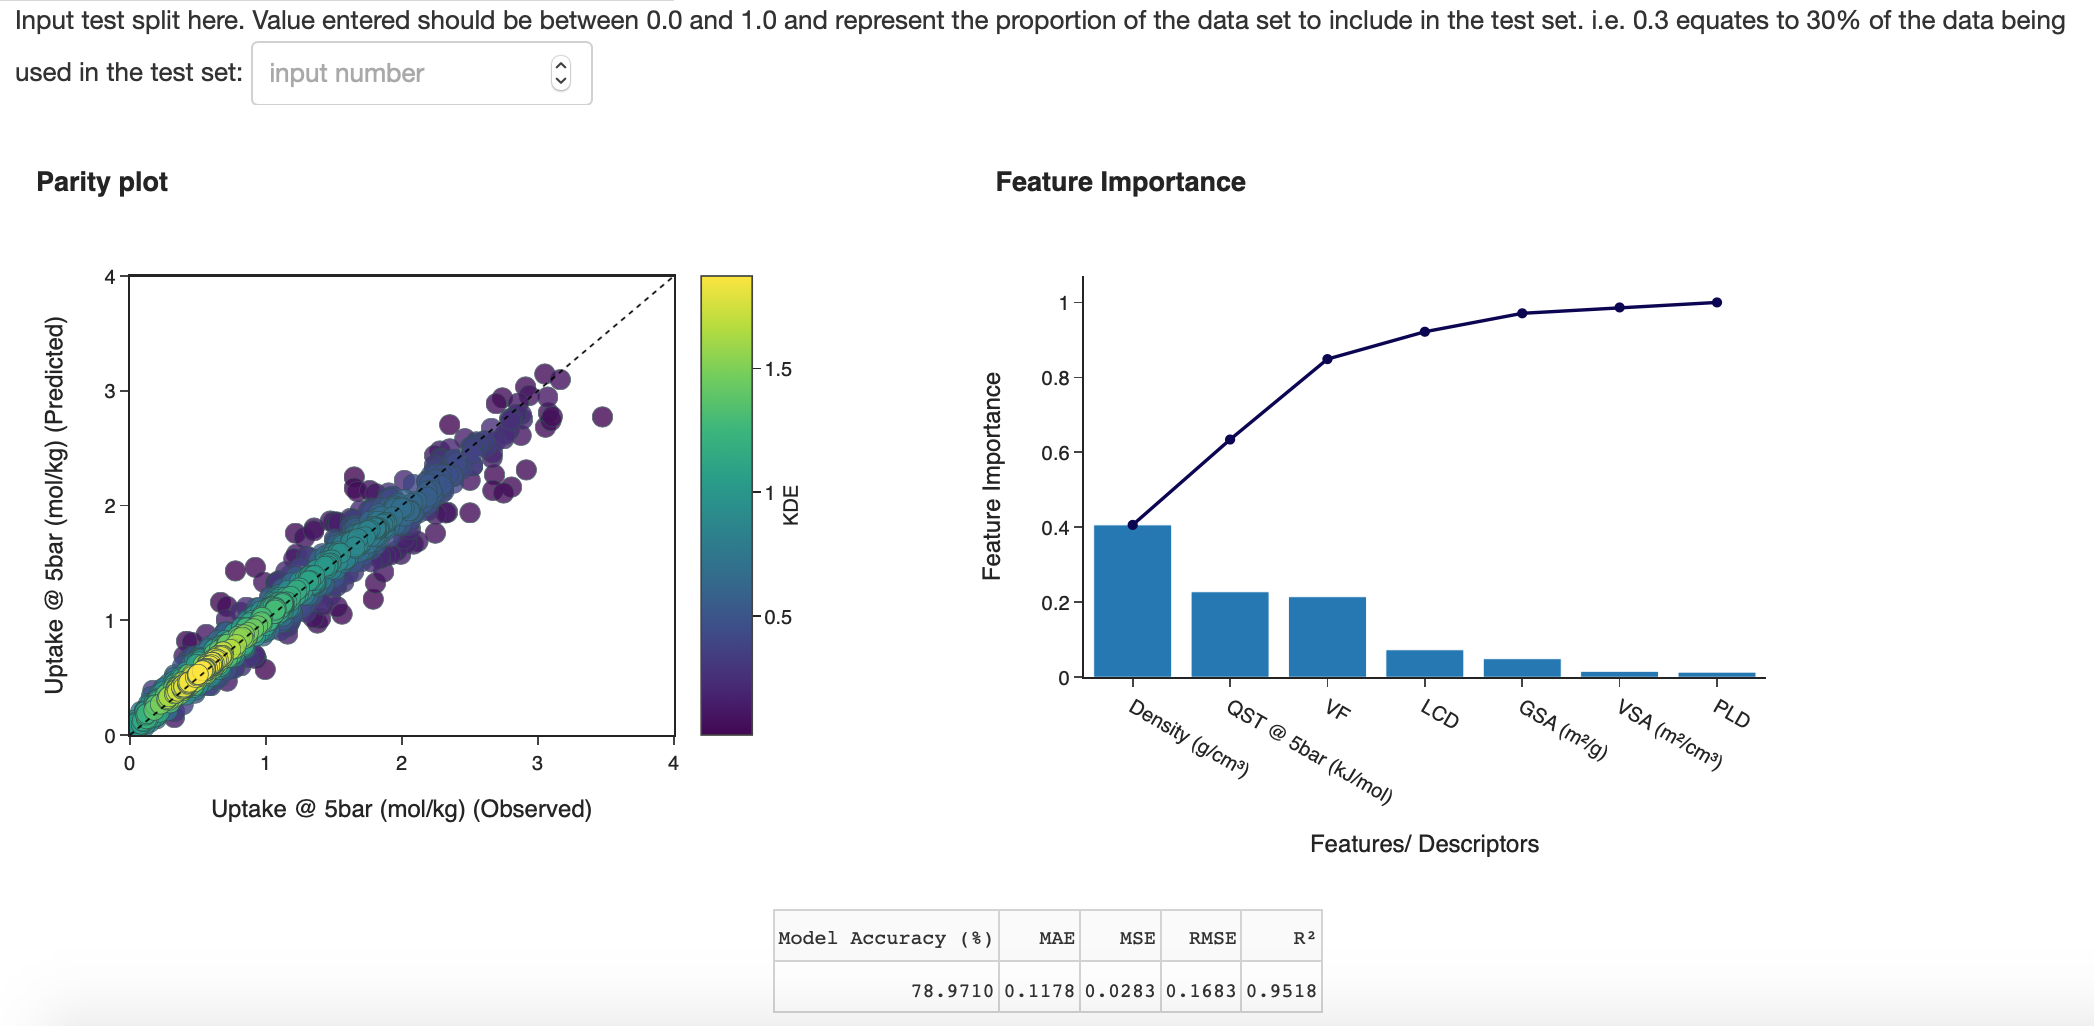 Input test split here. Value entered should be between 0.0 and 1.0 and represent the proportion of the data set to include in the test set. i.e. 0.3 equates to 30% of the data being
used in the test set: input number
Parity plot
Feature Importance
Uptake @ 5bar (mol/kg) (Predicted)
4
3
2
1
0
0 1 2 3 4
Uptake @ 5bar (mol/kg) (Observed)
1.5
1
0.5
KDE
Feature Importance
1
0.8
0.6
0.4
0.2
0
Density (g/cm³)
QST @ 5bar (kJ/mol)
VF
LCD
GSA (m²/g)
VSA (m²/cm³)
PLD
Features/ Descriptors
Model Accuracy (%) MAE MSE RMSE R²
78.9710 0.1178 0.0283 0.1683 0.9518